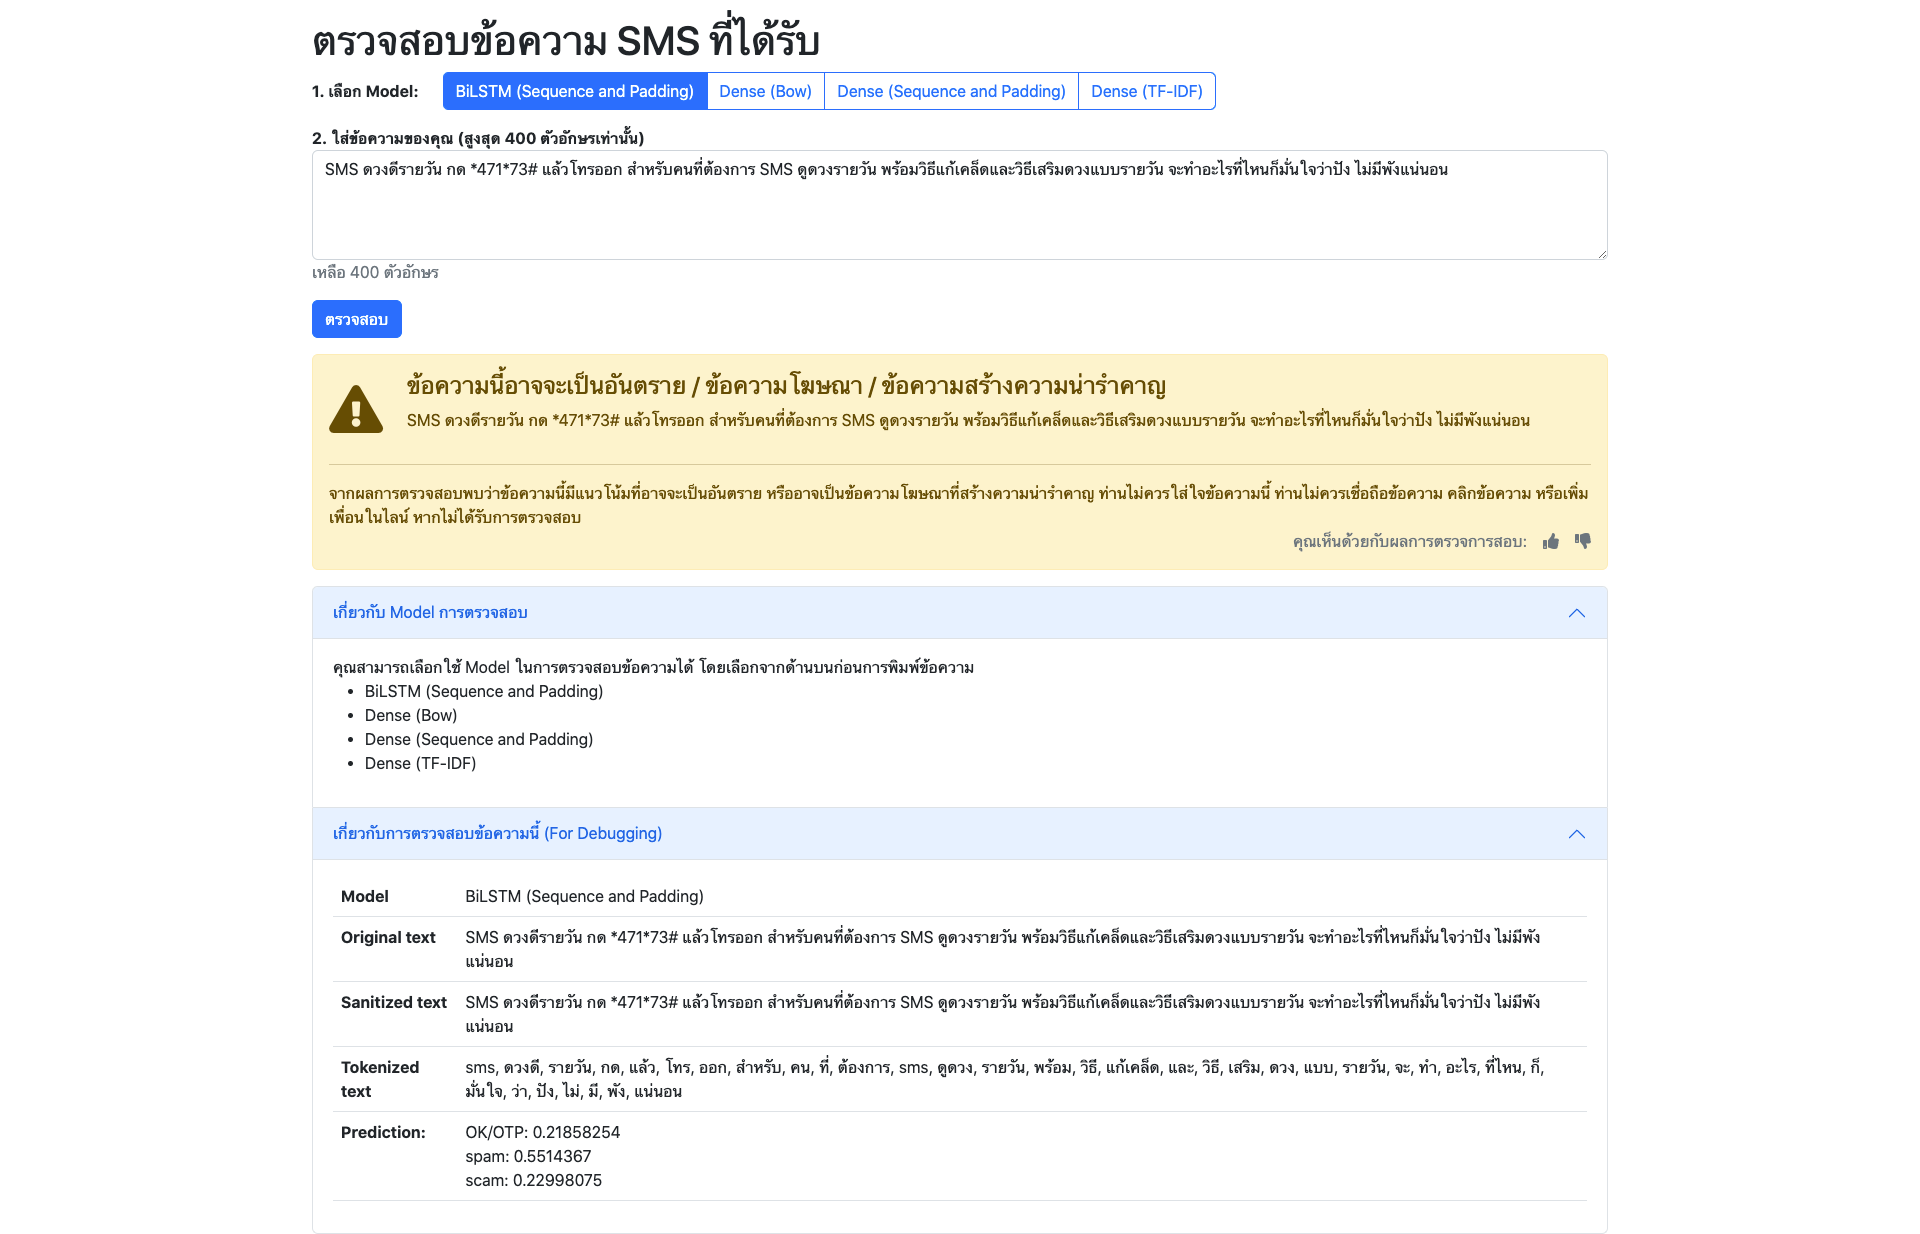 ตรวจสอบข้อความ SMS ที่ได้รับ
1. เลือก Model: BiLSTM (Sequence and Padding) Dense (Bow) Dense (Sequence and Padding) Dense (TF-IDF)
2. ใส่ข้อความของคุณ (สูงสุด 400 ตัวอักษรเท่านั้น)
SMS ดวงดีรายวัน กด *471*73# แล้วโทรออก สำหรับคนที่ต้องการ SMS ดูดวงรายวัน พร้อมวิธีแก้เคล็ดและวิธีเสริมดวงแบบรายวัน จะทำอะไรที่ไหนก็มั่นใจว่าปัง ไม่มีพังแน่นอน
เหลือ 400 ตัวอักษร
ตรวจสอบ
ข้อความนี้อาจจะเป็นอันตราย / ข้อความโฆษณา / ข้อความสร้างความน่ารำคาญ
SMS ดวงดีรายวัน กด *471*73# แล้วโทรออก สำหรับคนที่ต้องการ SMS ดูดวงรายวัน พร้อมวิธีแก้เคล็ดและวิธีเสริมดวงแบบรายวัน จะทำอะไรที่ไหนก็มั่นใจว่าปัง ไม่มีพังแน่นอน
จากผลการตรวจสอบพบว่าข้อความนี้มีแนวโน้มที่อาจจะเป็นอันตราย หรืออาจเป็นข้อความโฆษณาที่สร้างความน่ารำคาญ ท่านไม่ควรใส่ใจข้อความนี้ ท่านไม่ควรเชื่อถือข้อความ คลิกข้อความ หรือเพิ่ม
เพื่อนในไลน์ หากไม่ได้รับการตรวจสอบ
คุณเห็นด้วยกับผลการตรวจการสอบ:
เกี่ยวกับ Model การตรวจสอบ
คุณสามารถเลือกใช้ Model ในการตรวจสอบข้อความได้ โดยเลือกจากด้านบนก่อนการพิมพ์ข้อความ
• BiLSTM (Sequence and Padding)
• Dense (Bow)
• Dense (Sequence and Padding)
• Dense (TF-IDF)
เกี่ยวกับการตรวจสอบข้อความนี้ (For Debugging)
Model BiLSTM (Sequence and Padding)
Original text SMS ดวงดีรายวัน กด *471*73# แล้วโทรออก สำหรับคนที่ต้องการ SMS ดูดวงรายวัน พร้อมวิธีแก้เคล็ดและวิธีเสริมดวงแบบรายวัน จะทำอะไรที่ไหนก็มั่นใจว่าปัง ไม่มีพัง
แน่นอน
Sanitized text SMS ดวงดีรายวัน กด *471*73# แล้วโทรออก สำหรับคนที่ต้องการ SMS ดูดวงรายวัน พร้อมวิธีแก้เคล็ดและวิธีเสริมดวงแบบรายวัน จะทำอะไรที่ไหนก็มั่นใจว่าปัง ไม่มีพัง
แน่นอน
Tokenized sms, ดวงดี, รายวัน, กด, แล้ว, โทร, ออก, สำหรับ, คน, ที่, ต้องการ, sms, ดูดวง, รายวัน, พร้อม, วิธี, แก้เคล็ด, และ, วิธี, เสริม, ดวง, แบบ, รายวัน, จะ, ทำ, อะไร, ที่ไหน, ก็,
text มั่นใจ, ว่า, ปัง, ไม่, มี, พัง, แน่นอน
Prediction: OK/OTP: 0.21858254
spam: 0.5514367
scam: 0.22998075